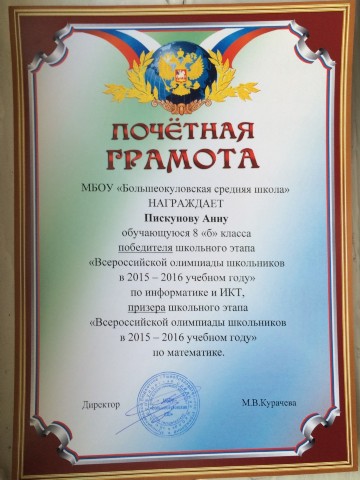 ПОЧЁТНАЯ
ГРАМОТА
МБОУ «Большеокуловская средняя школа»
НАГРАЖДАЕТ
Пискунову Анну
обучающуюся 8 «б» класса
победителя школьного этапа
«Всероссийской олимпиады школьников
в 2015 – 2016 учебном году»
по информатике и ИКТ,
призера школьного этапа
«Всероссийской олимпиады школьников
в 2015 – 2016 учебном году»
по математике.
Директор М.В.Курачева